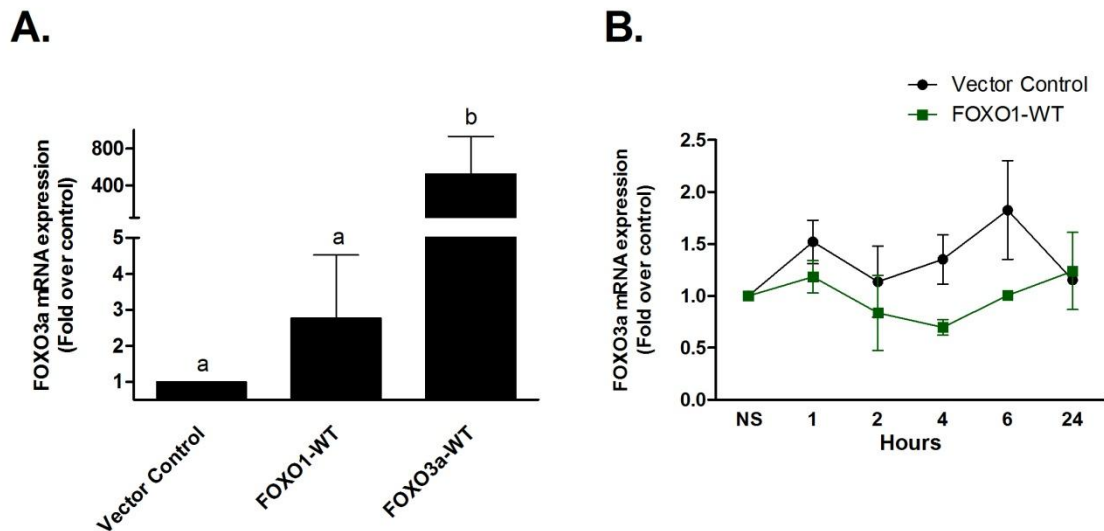 A.
FOXO3a mRNA expression
(Fold over control)
800
400
5
4
3
2
1
a
a
b
Vector Control
FOXO1-WT
FOXO3a-WT
B.
Vector Control
FOXO1-WT
FOXO3a mRNA expression
(Fold over control)
2.5
2.0
1.5
1.0
0.5
0.0
NS 1 2 4 6 24
Hours